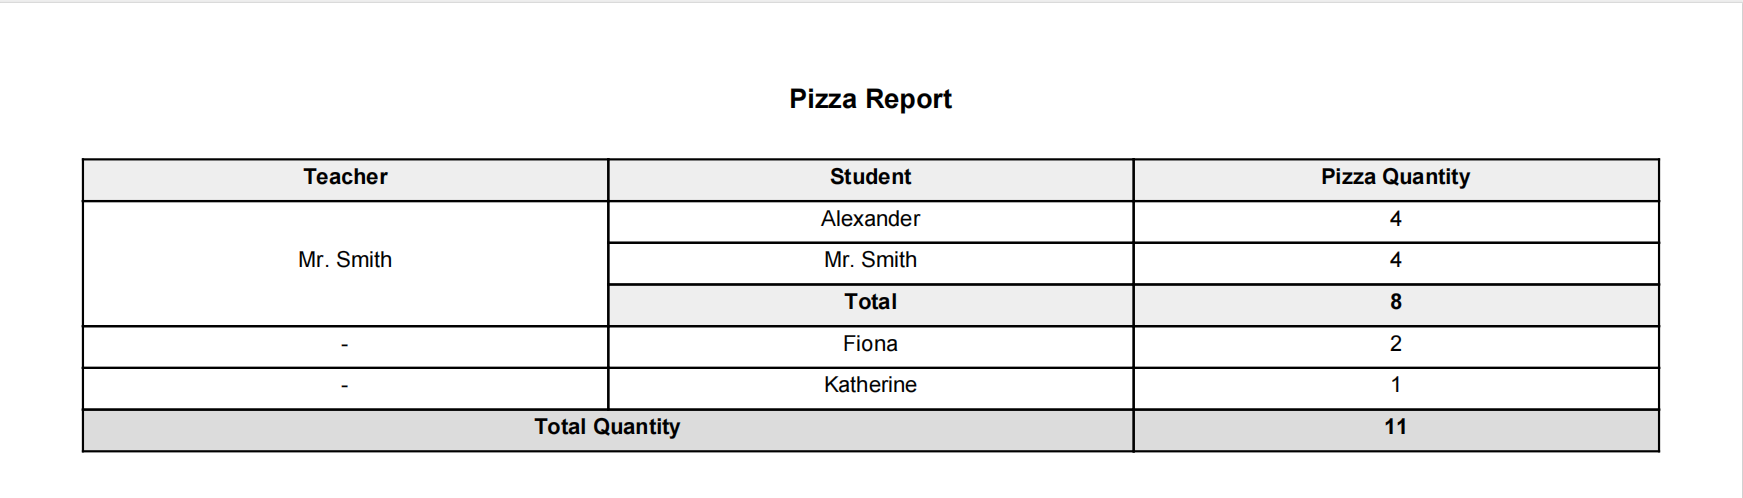 Pizza Report
Teacher Student Pizza Quantity
Alexander 4
Mr. Smith Mr. Smith 4
Total 8
- Fiona 2
- Katherine 1
Total Quantity 11